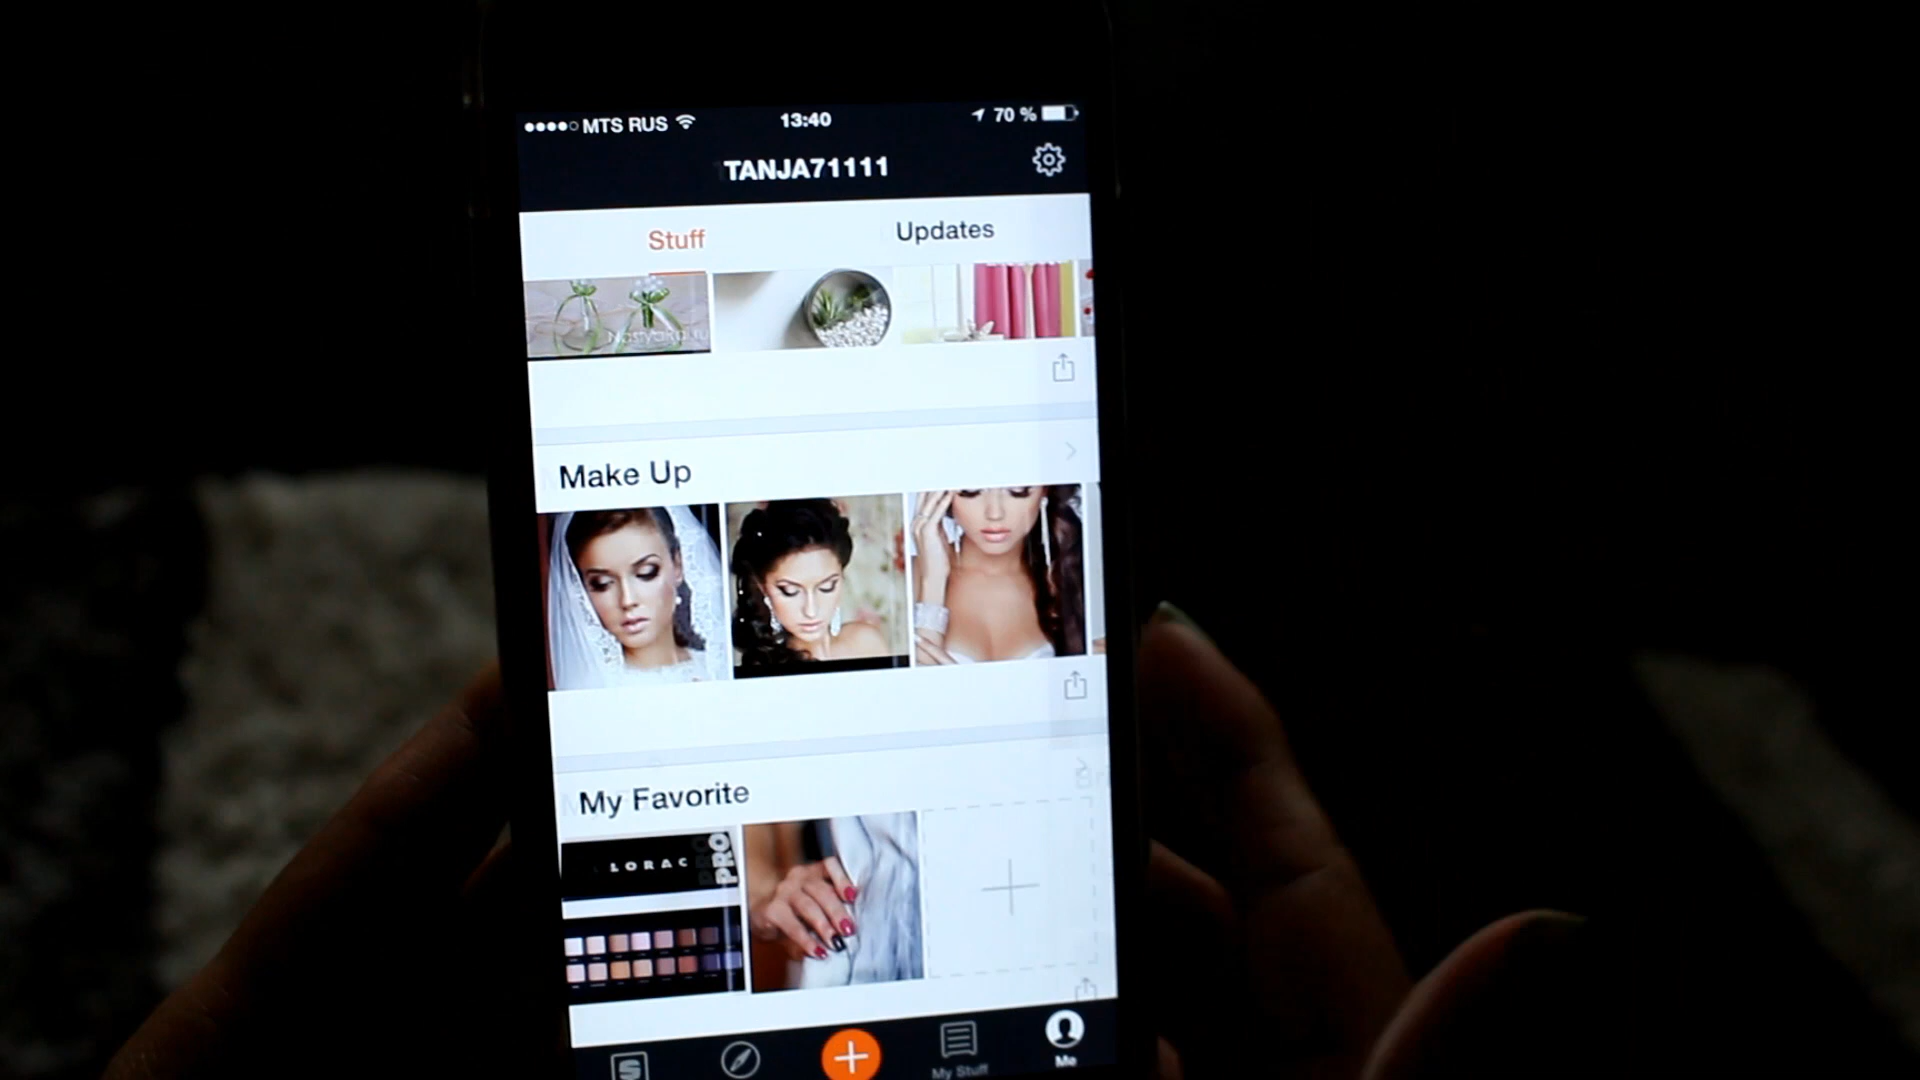 MTS RUS 13:40 70 %
TANJA71111
Stuff Updates
Make Up
My Favorite
LORAC PRO
S
My Stuff Me